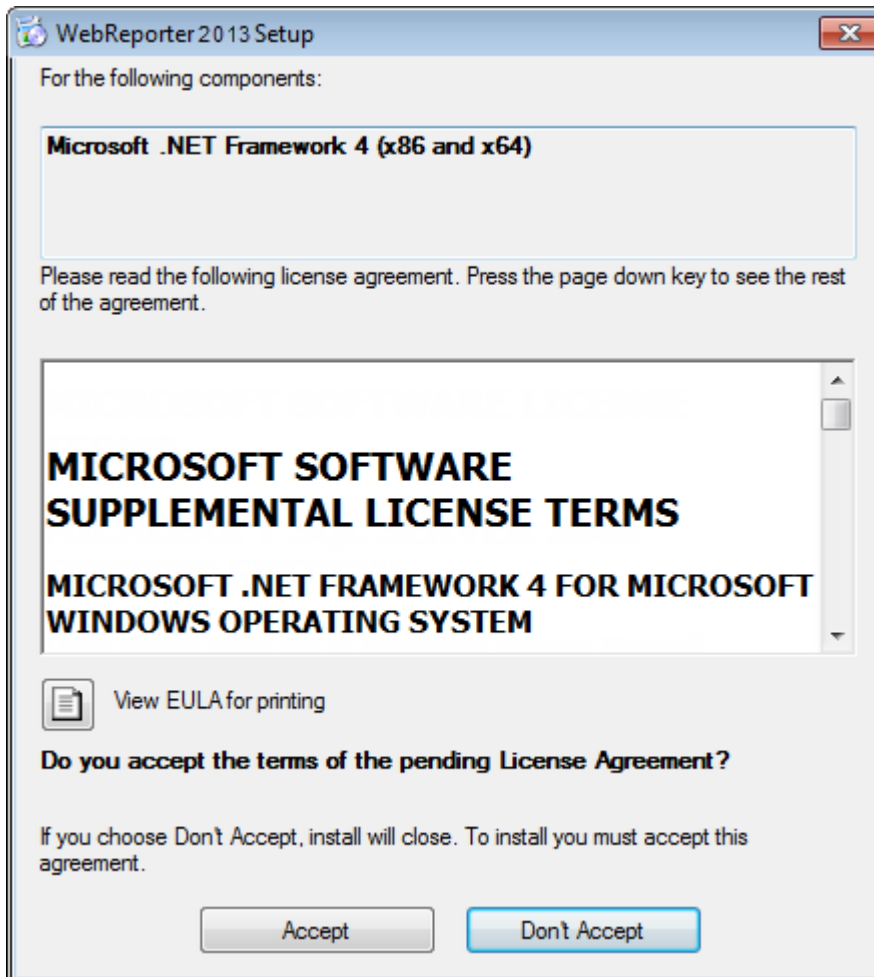 WebReporter 2013 Setup
For the following components:
Microsoft .NET Framework 4 (x86 and x64)
Please read the following license agreement. Press the page down key to see the rest
of the agreement.
MICROSOFT SOFTWARE
SUPPLEMENTAL LICENSE TERMS
MICROSOFT .NET FRAMEWORK 4 FOR MICROSOFT
WINDOWS OPERATING SYSTEM
View EULA for printing
Do you accept the terms of the pending License Agreement?
If you choose Don't Accept, install will close. To install you must accept this
agreement.
Accept
Don't Accept